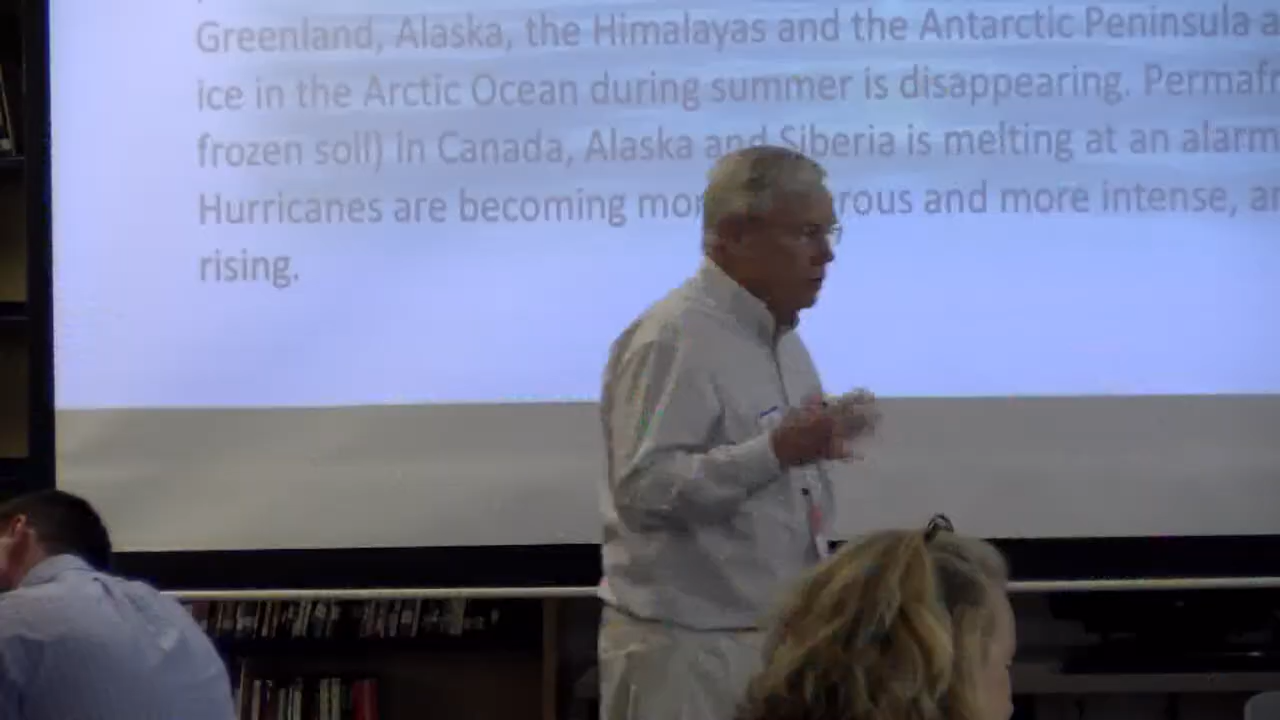 Greenland, Alaska, the Himalayas and the Antarctic Peninsula a
ice in the Arctic Ocean during summer is disappearing. Permafr
frozen soil) in Canada, Alaska and Siberia is melting at an alarm
Hurricanes are becoming mor rous and more intense, an
rising.